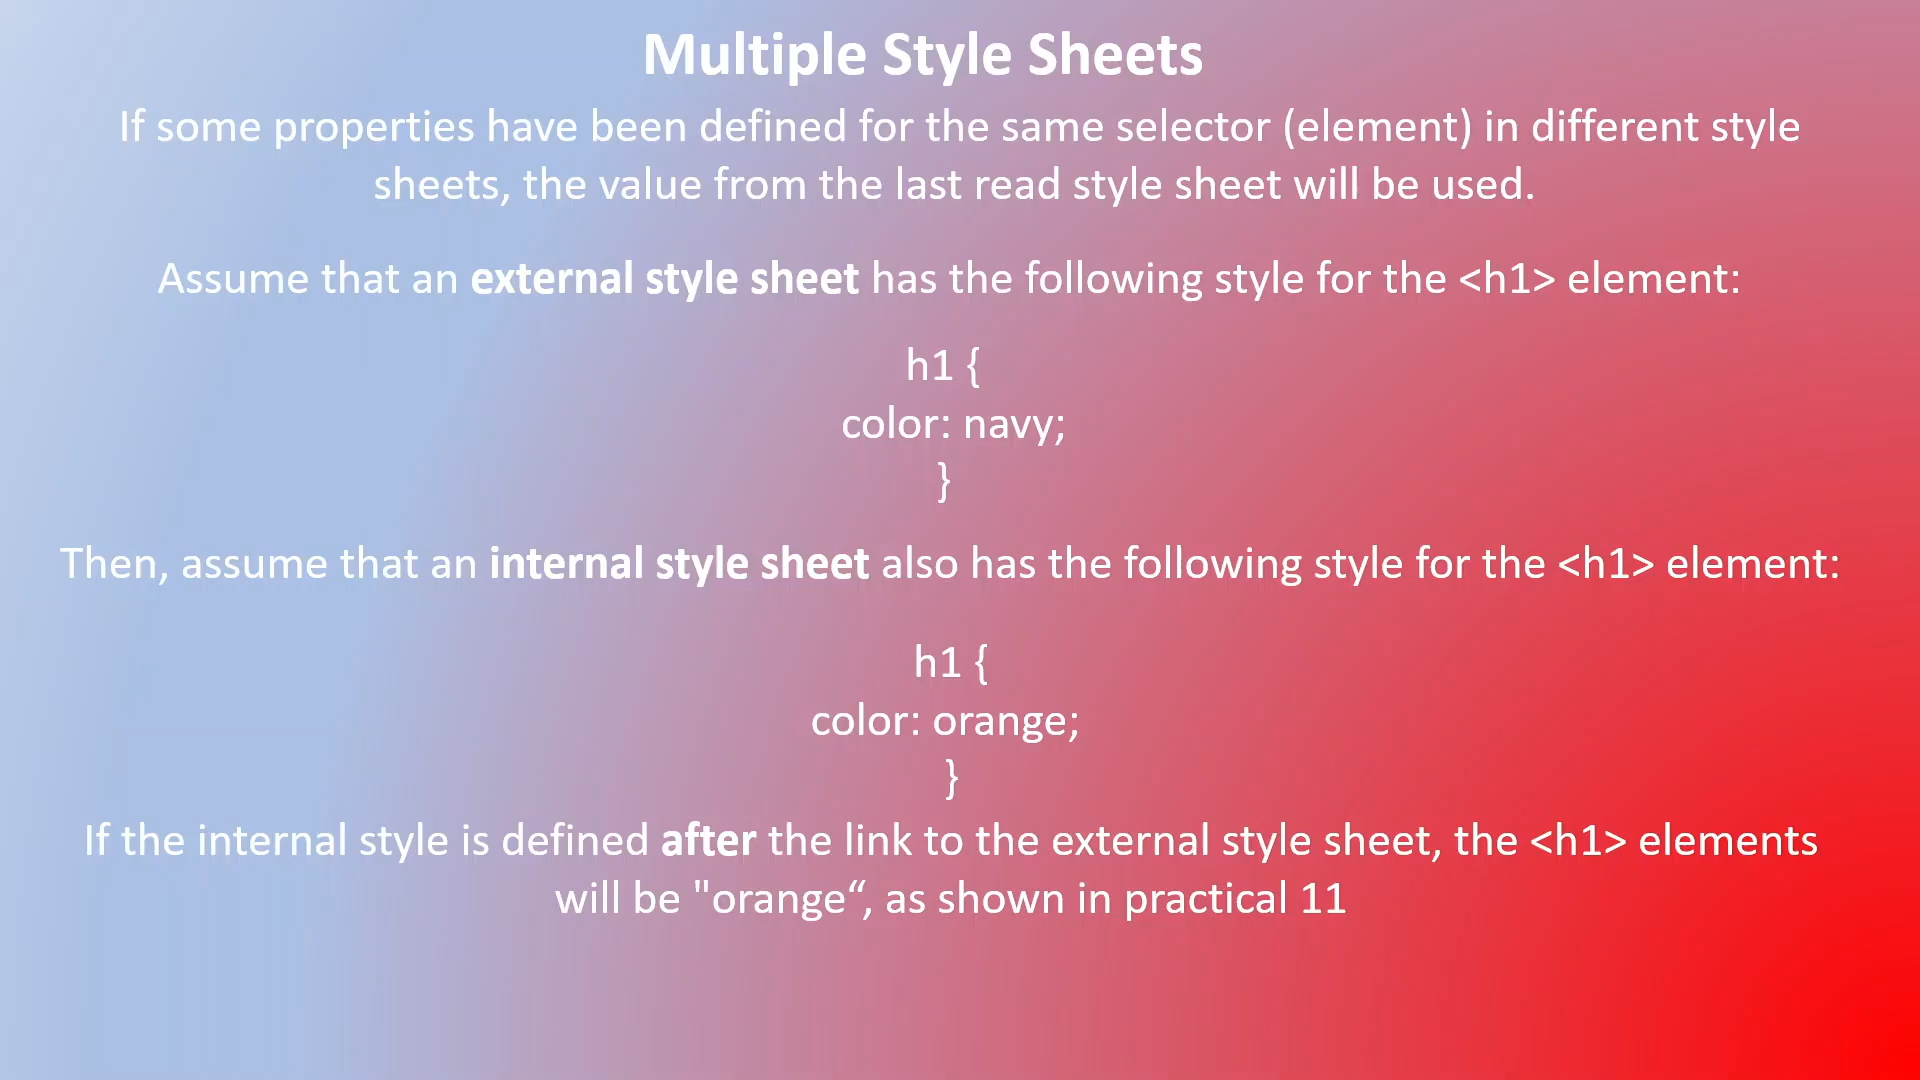 Multiple Style Sheets
If some properties have been defined for the same selector (element) in different style
sheets, the value from the last read style sheet will be used.
Assume that an external style sheet has the following style for the <h1> element:
h1 {
color: navy;
}
Then, assume that an internal style sheet also has the following style for the <h1> element:
h1 {
color: orange;
}
If the internal style is defined after the link to the external style sheet, the <h1> elements
will be "orange“, as shown in practical 11